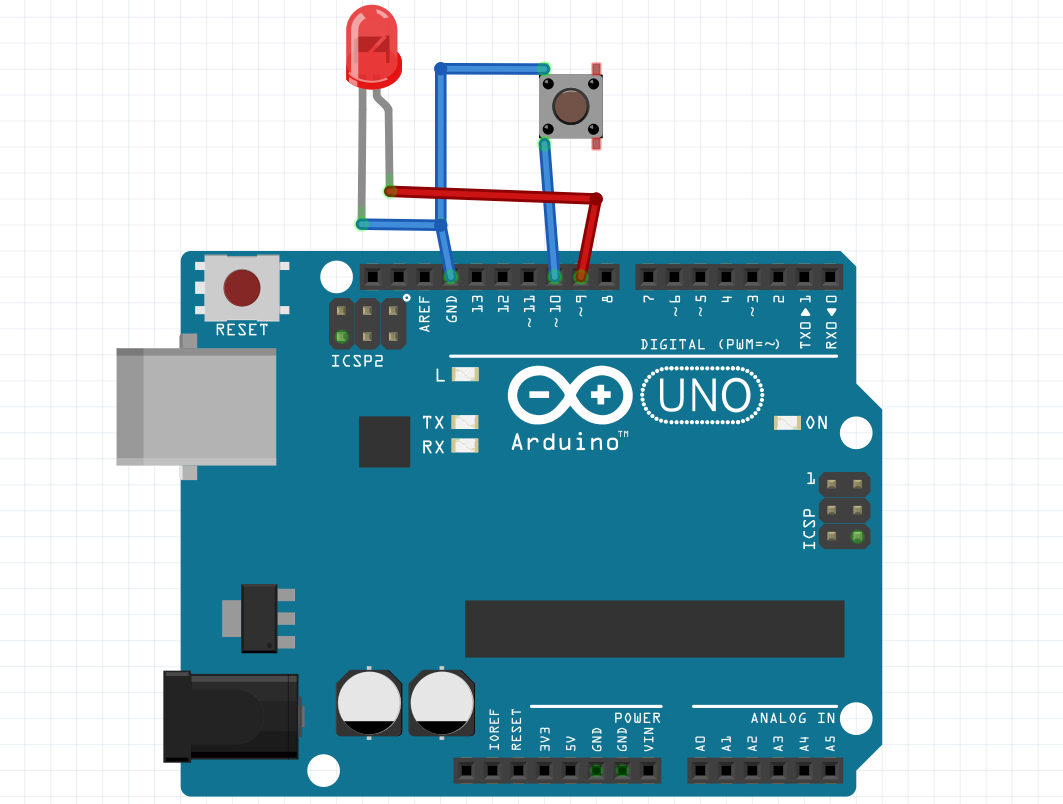 RESET
ICSP2
AREF
GND
13
12
~11
~10
~9
8
7
~6
~5
4
~3
2
TX0▶1
RX0◀0
DIGITAL (PWM=~)
L
TX
RX
UNO
Arduino™
ON
1
ICSP
POWER
ANALOG IN
IOREF
RESET
3V3
5V
GND
GND
VIN
A0
A1
A2
A3
A4
A5